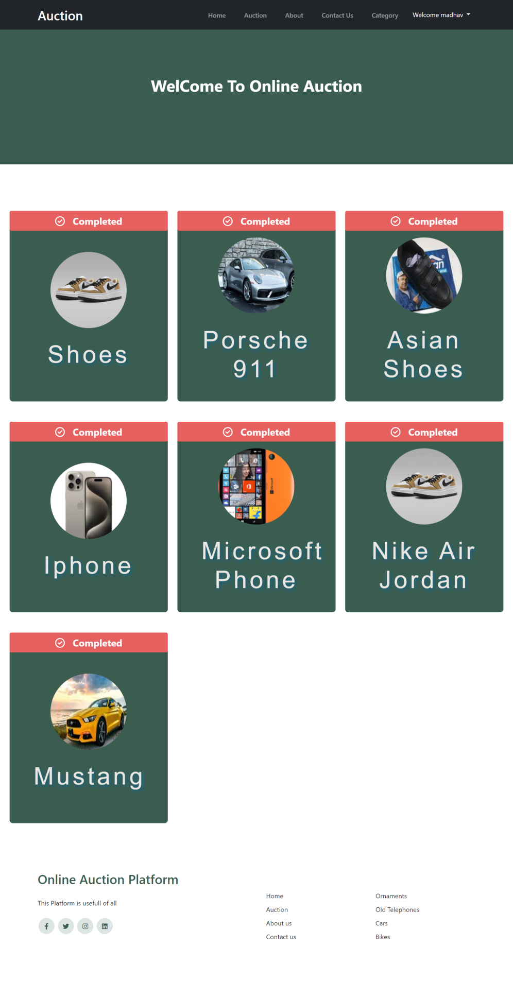 Auction
Home Auction About Contact Us Category Welcome madhav
WelCome To Online Auction
Completed
Shoes
Completed
Porsche
911
Completed
an
Asian
Shoes
Completed
Iphone
Completed
Microsoft
Microsoft
Phone
Completed
Nike Air
Jordan
Completed
Mustang
Online Auction Platform
This Platform is usefull of all
Home
Auction
About us
Contact us
Ornaments
Old Telephones
Cars
Bikes